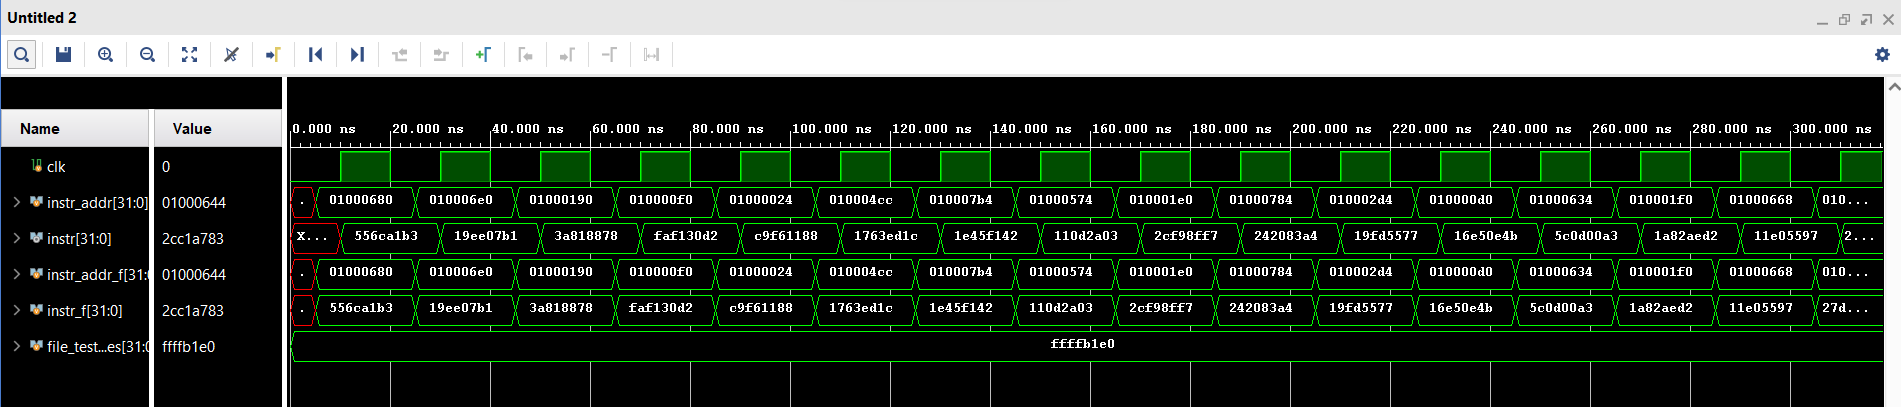 Untitled 2
Name Value
0.000 ns 20.000 ns 40.000 ns 60.000 ns 80.000 ns 100.000 ns 120.000 ns 140.000 ns 160.000 ns 180.000 ns 200.000 ns 220.000 ns 240.000 ns 260.000 ns 280.000 ns 300.000 ns
clk 0
instr_addr[31:0] 01000644 . 01000680 010006e0 01000190 010000f0 01000024 010004cc 010007b4 01000574 010001e0 01000784 010002d4 010000d0 01000634 010001f0 01000668 010...
instr[31:0] 2cc1a783 X... 556ca1b3 19ee07b1 3a818878 faf130d2 c9f61188 1763ed1c 1e45f142 110d2a03 2cf98ff7 242083a4 19fd5577 16e50e4b 5c0d00a3 1a82aed2 11e05597 2...
instr_addr_f[31:0 01000644 . 01000680 010006e0 01000190 010000f0 01000024 010004cc 010007b4 01000574 010001e0 01000784 010002d4 010000d0 01000634 010001f0 01000668 010...
instr_f[31:0] 2cc1a783 . 556ca1b3 19ee07b1 3a818878 faf130d2 c9f61188 1763ed1c 1e45f142 110d2a03 2cf98ff7 242083a4 19fd5577 16e50e4b 5c0d00a3 1a82aed2 11e05597 27d...
file_test...es[31:0 ffffb1e0 ffffb1e0